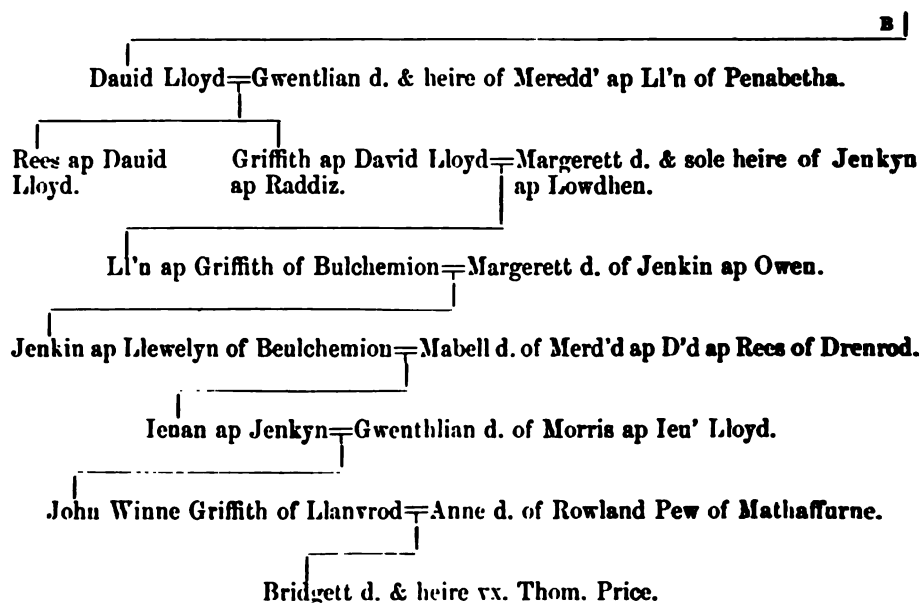 B
Dauid Lloyd=Gwentlian d. & heire of Meredd' ap Ll'n of Penabetha.
Rees ap Dauid Lloyd.
Griffith ap David Lloyd ap Raddiz.=Margerett d. & sole heire of Jenkyn ap Lowdhen.
Ll'n ap Griffith of Bulchemion=Margerett d. of Jenkin ap Owen.
Jenkin ap Llewelyn of Beulchemion=Mabell d. of Merd'd ap D'd ap Rees of Drenrod.
Ieuan ap Jenkyn=Gwenthlian d. of Morris ap Ieu' Lloyd.
John Winne Griffith of Llanvrod=Anne d. of Rowland Pew of Mathaffarne.
Bridgett d. & heire vx. Thom. Price.